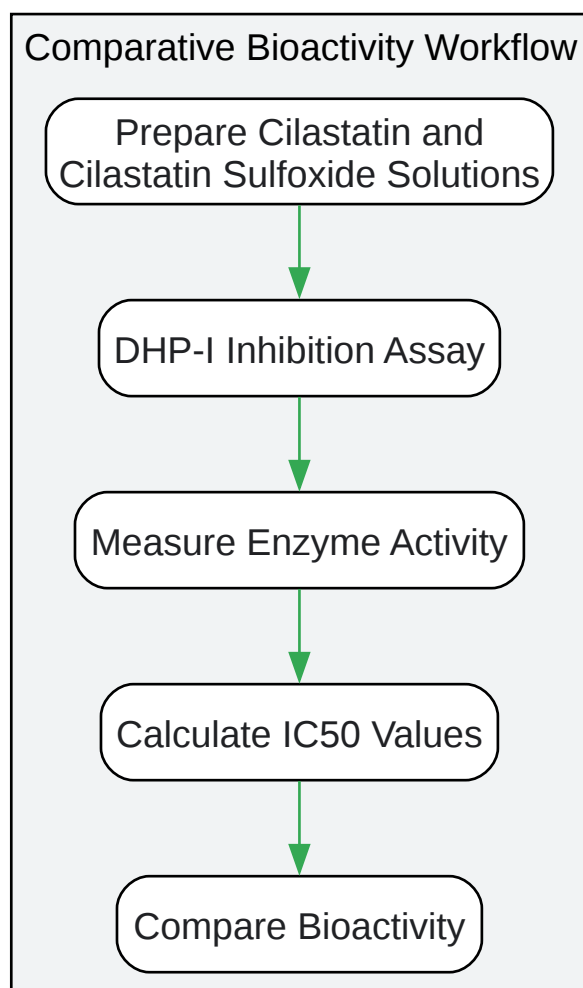 Comparative Bioactivity Workflow
Prepare Cilastatin and
Cilastatin Sulfoxide Solutions
DHP-I Inhibition Assay
Measure Enzyme Activity
Calculate IC50 Values
Compare Bioactivity